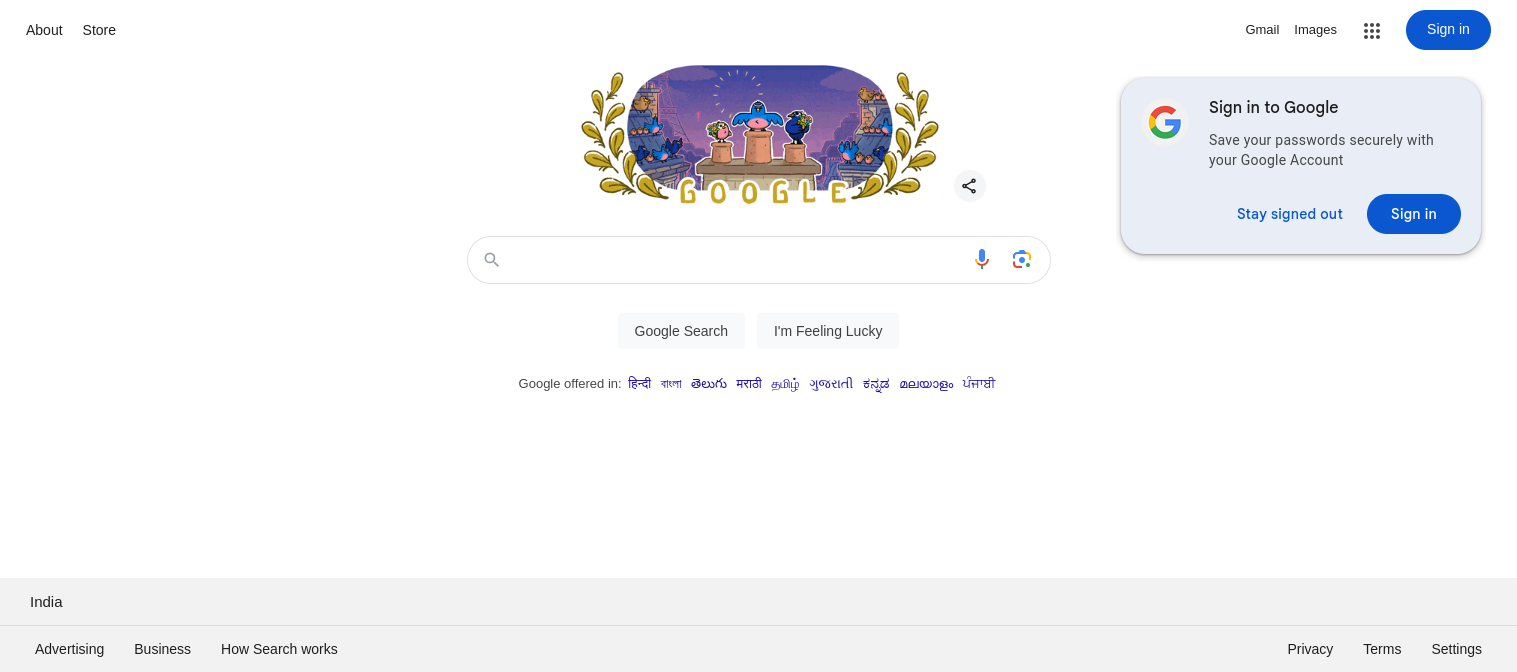 About Store
Gmail Images
Sign in
GOOGLE
Sign in to Google
Save your passwords securely with
your Google Account
Stay signed out
Sign in
Google Search
I'm Feeling Lucky
Google offered in: हिन्दी বাংলা తెలుగు मराठी தமிழ் ગુજરાતી ಕನ್ನಡ മലയാളം ਪੰਜਾਬੀ
India
Advertising Business How Search works
Privacy Terms Settings